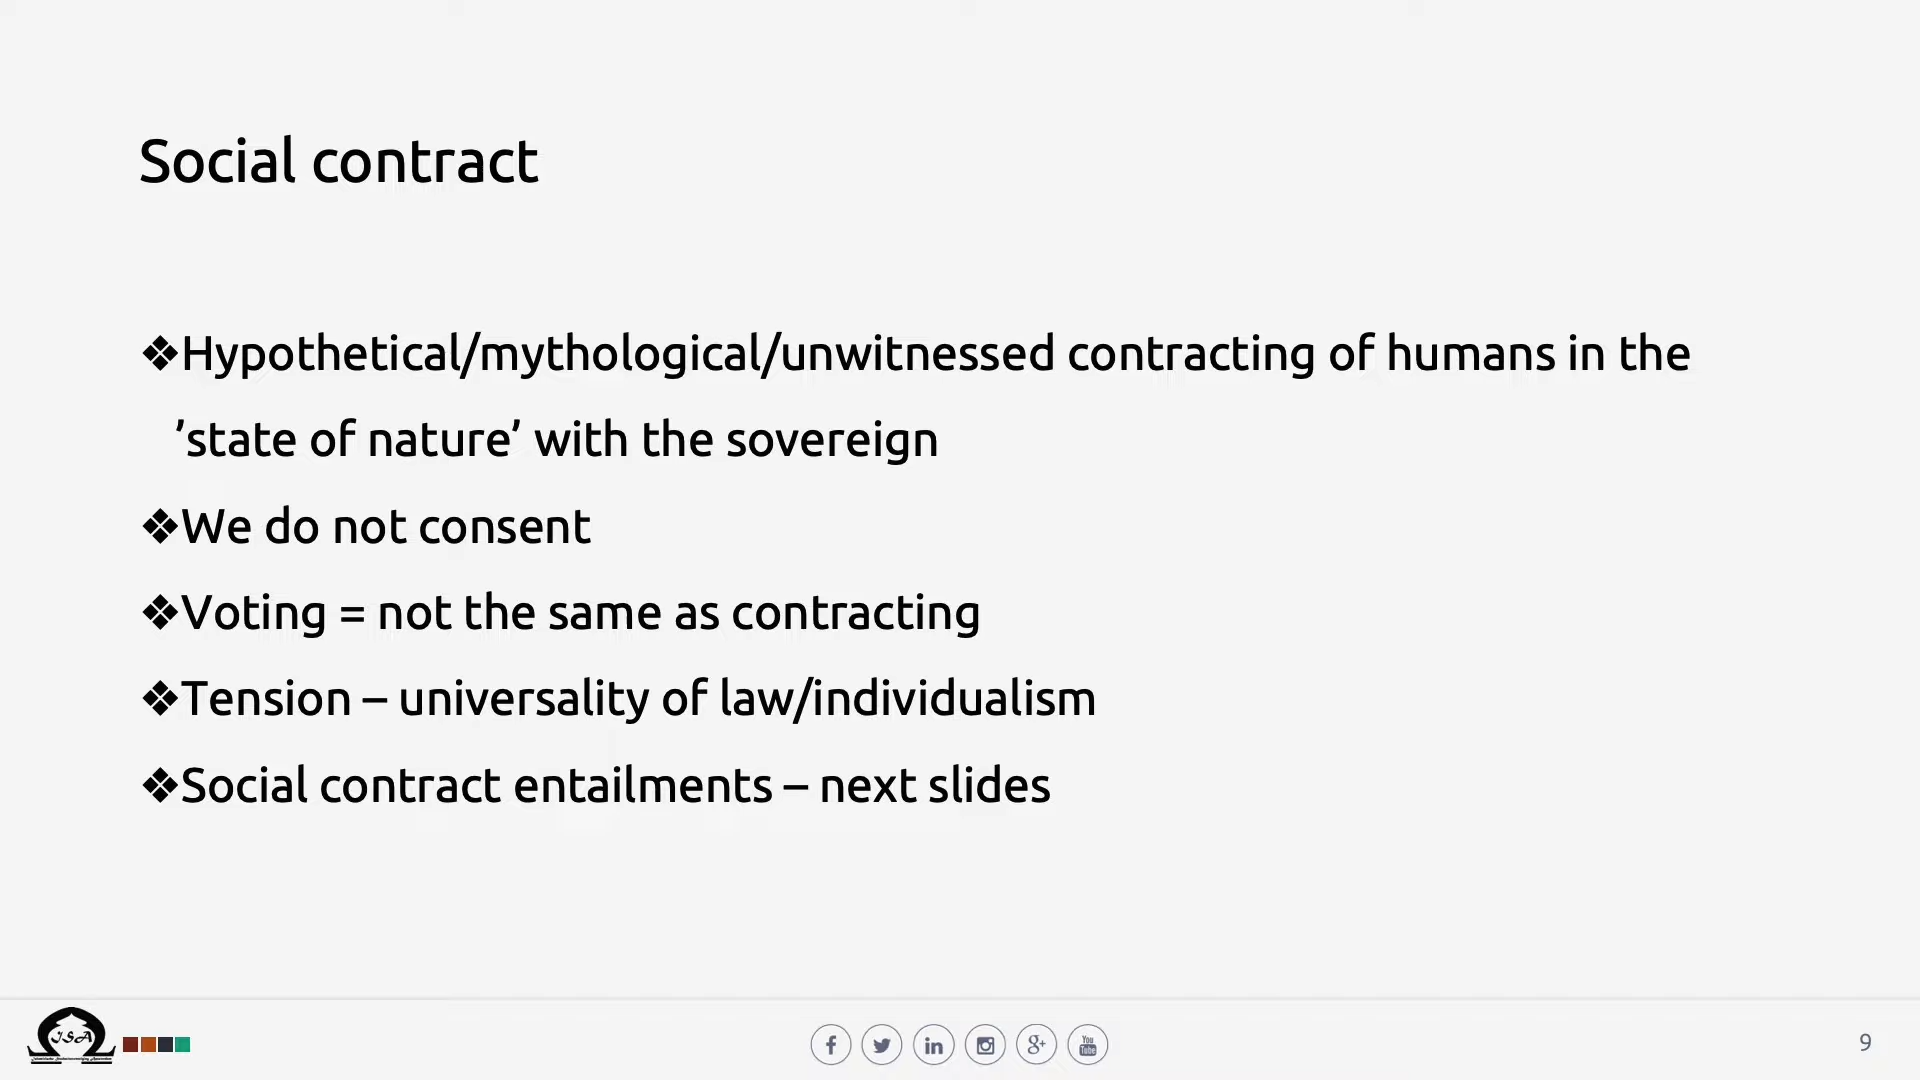 Social contract
❖Hypothetical/mythological/unwitnessed contracting of humans in the
’state of nature’ with the sovereign
❖We do not consent
❖Voting = not the same as contracting
❖Tension – universality of law/individualism
❖Social contract entailments – next slides
ISA
9